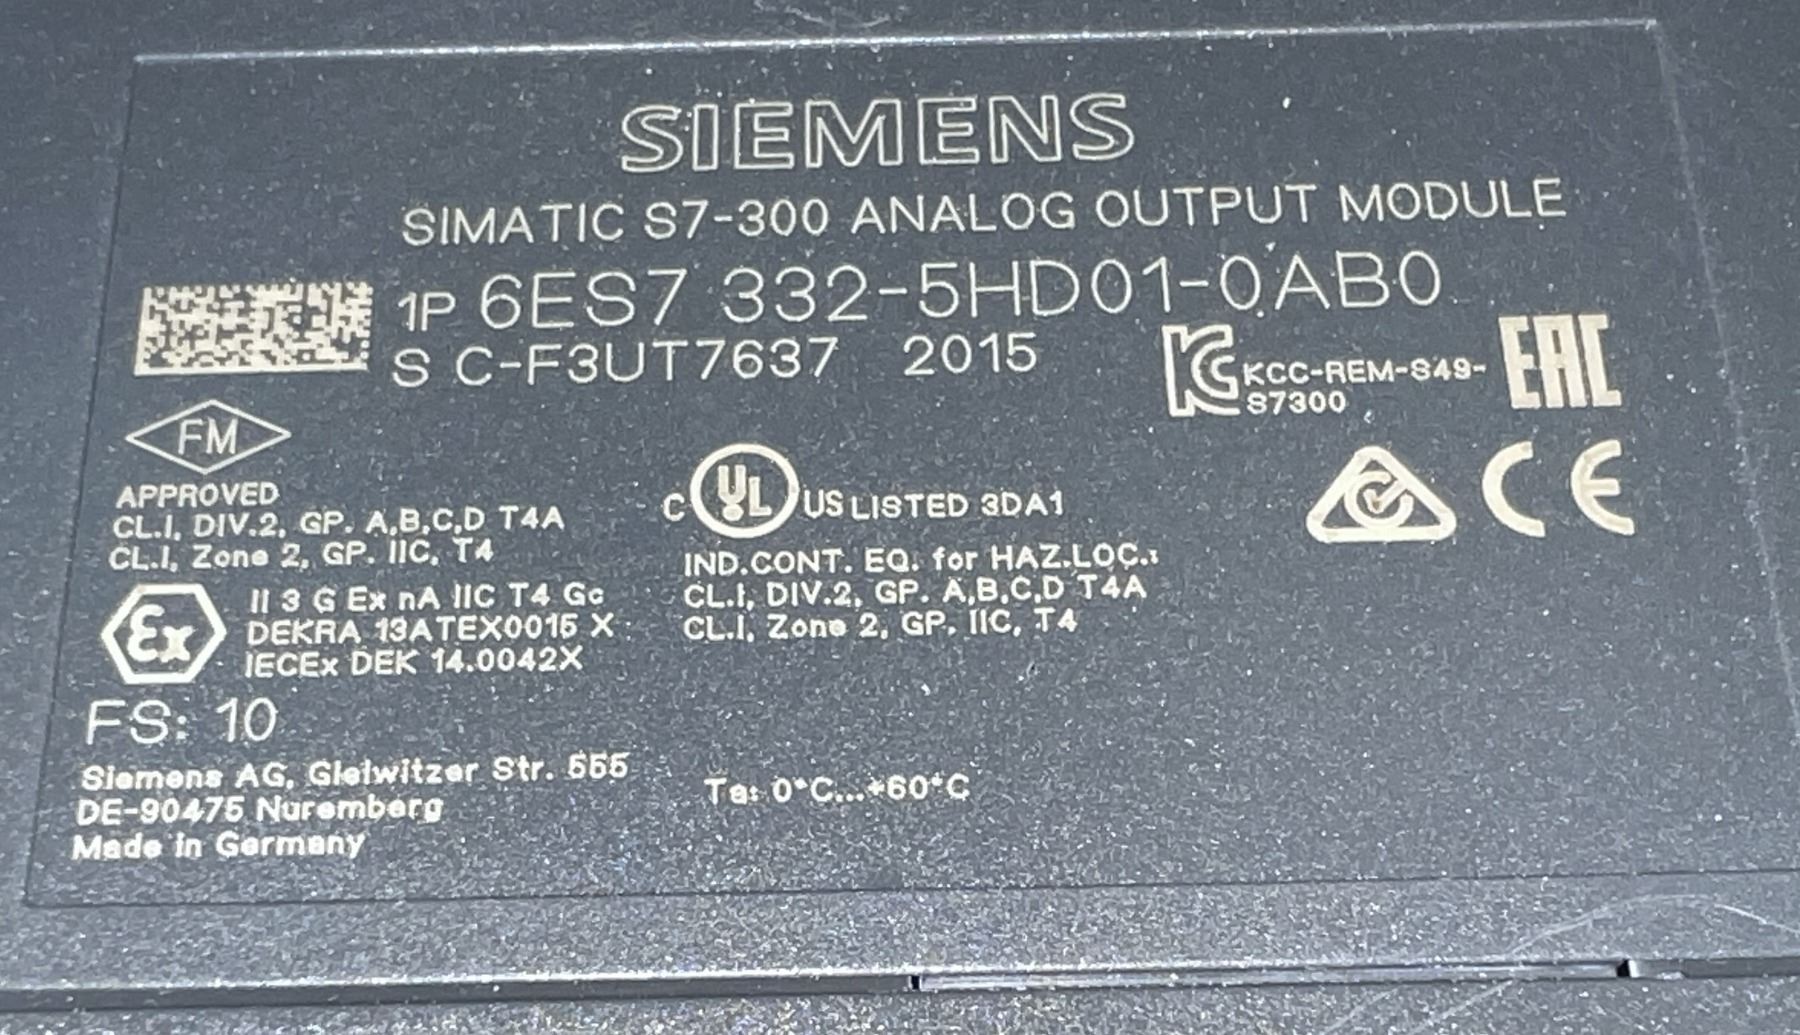 SIEMENS
SIMATIC S7-300 ANALOG OUTPUT MODULE
1P 6ES7 332-5HD01-0AB0
S C-F3UT7637 2015
KCC-REM-S49-
S7300
EAC
FM
APPROVED
CL.I, DIV.2, GP. A,B,C,D T4A
CL.I, Zone 2, GP. IIC, T4
C UL US LISTED 3DA1
IND.CONT. EQ. for HAZ.LOC.:
CL.I, DIV.2, GP. A,B,C,D T4A
CL.I, Zone 2, GP. IIC, T4
CE
Ex
II 3 G Ex nA IIC T4 Gc
DEKRA 13ATEX0015 X
IECEx DEK 14.0042X
FS: 10
Siemens AG, Gleiwitzer Str. 555
DE-90475 Nuremberg
Made in Germany
Ta: 0°C...+60°C